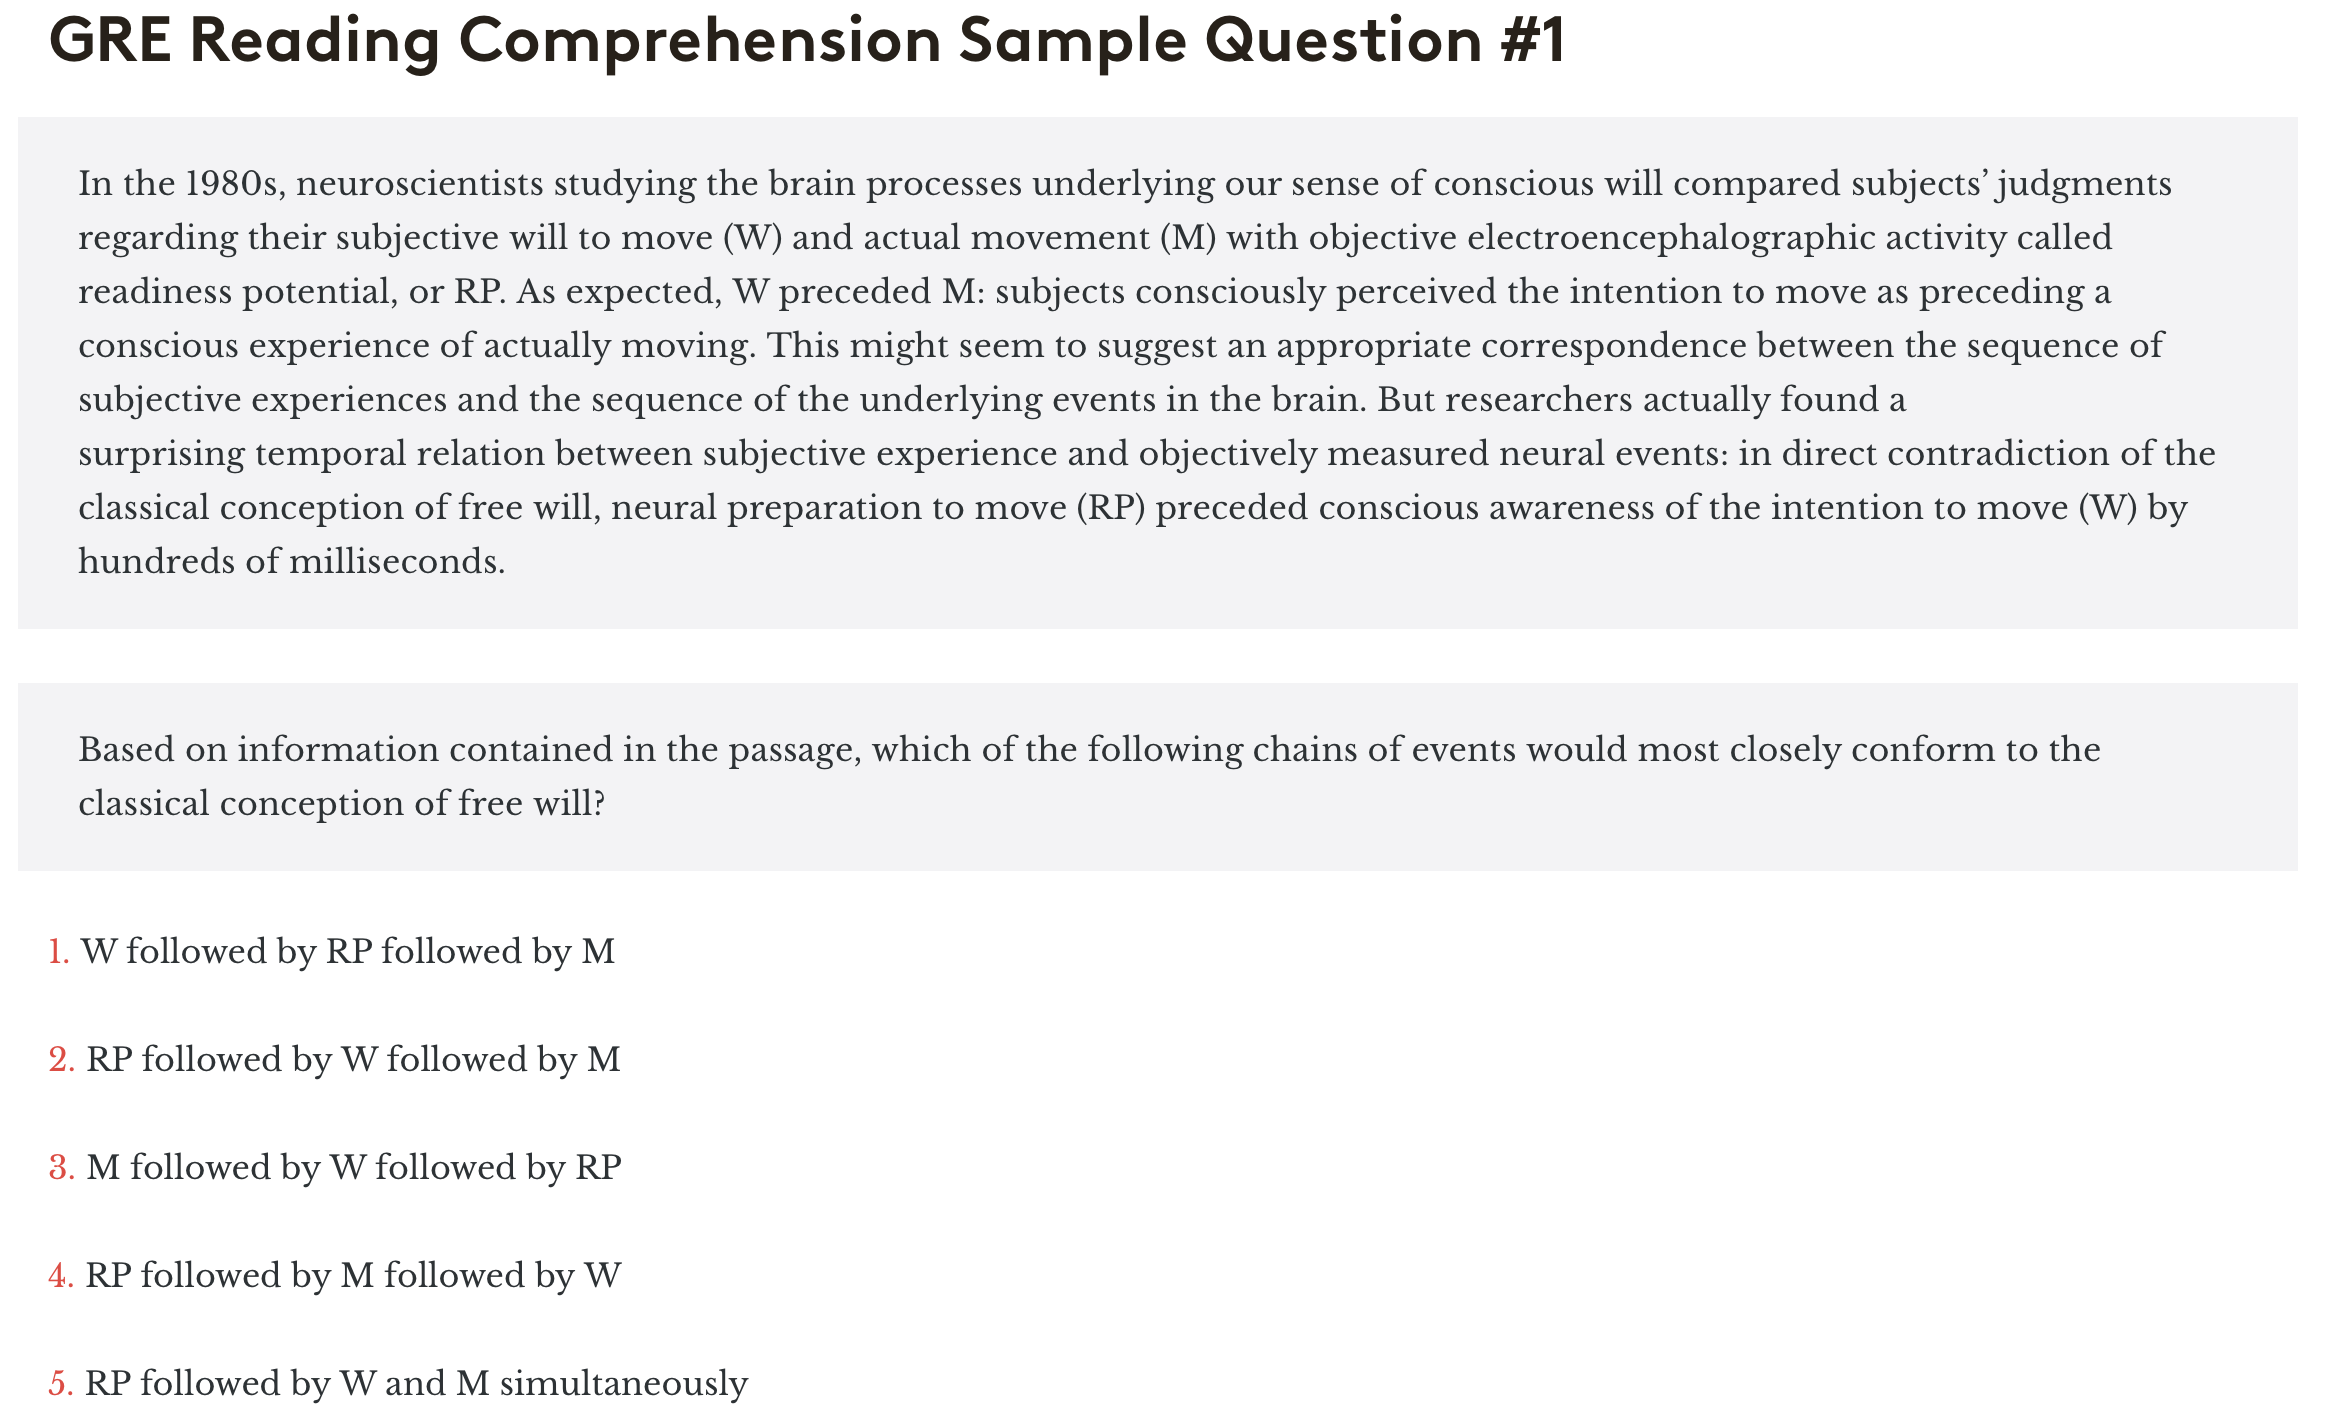 GRE Reading Comprehension Sample Question #1
In the 1980s, neuroscientists studying the brain processes underlying our sense of conscious will compared subjects’ judgments
regarding their subjective will to move (W) and actual movement (M) with objective electroencephalographic activity called
readiness potential, or RP. As expected, W preceded M: subjects consciously perceived the intention to move as preceding a
conscious experience of actually moving. This might seem to suggest an appropriate correspondence between the sequence of
subjective experiences and the sequence of the underlying events in the brain. But researchers actually found a
surprising temporal relation between subjective experience and objectively measured neural events: in direct contradiction of the
classical conception of free will, neural preparation to move (RP) preceded conscious awareness of the intention to move (W) by
hundreds of milliseconds.
Based on information contained in the passage, which of the following chains of events would most closely conform to the
classical conception of free will?
1. W followed by RP followed by M
2. RP followed by W followed by M
3. M followed by W followed by RP
4. RP followed by M followed by W
5. RP followed by W and M simultaneously